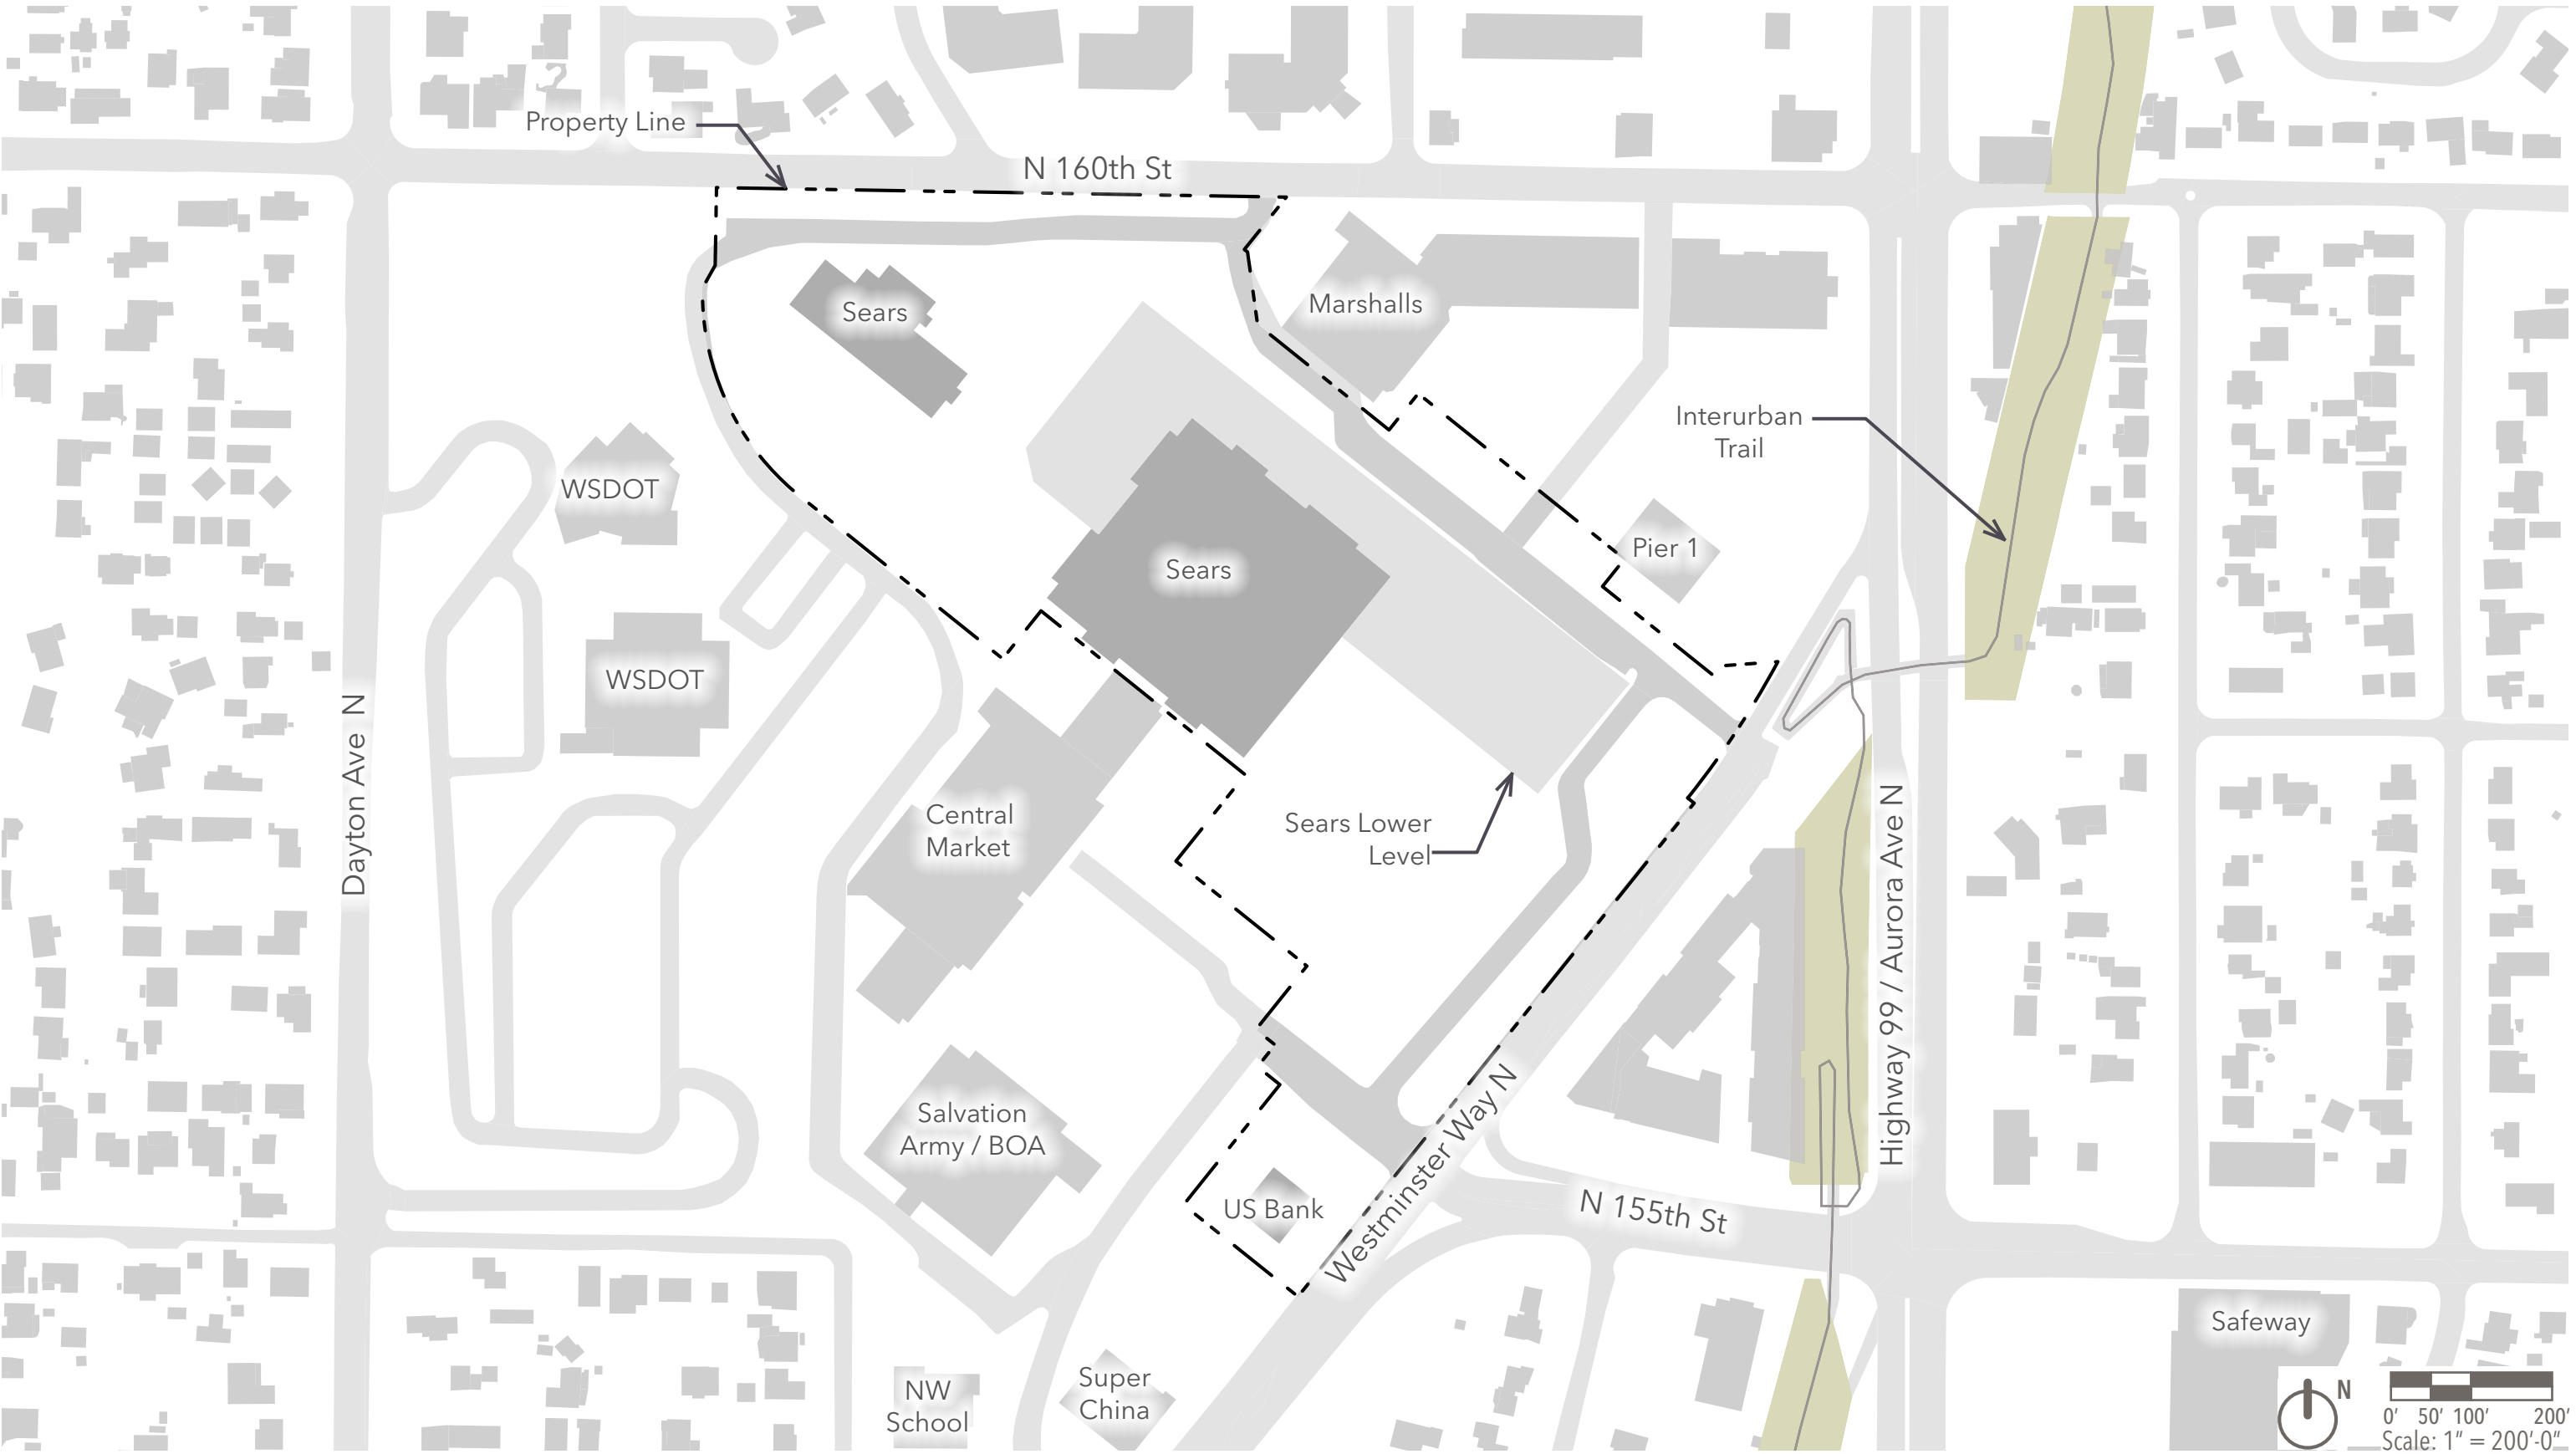 Property Line
N 160th St
Sears
Marshalls
Interurban
Trail
WSDOT
Pier 1
Sears
WSDOT
Dayton Ave  N
Central
Market
Sears Lower
Level
Highway 99 / Aurora Ave N
Salvation
Army / BOA
US Bank
Westminster Way N
N 155th St
Safeway
NW
School
Super
China
N
0' 50' 100' 200'
Scale: 1" = 200'-0"